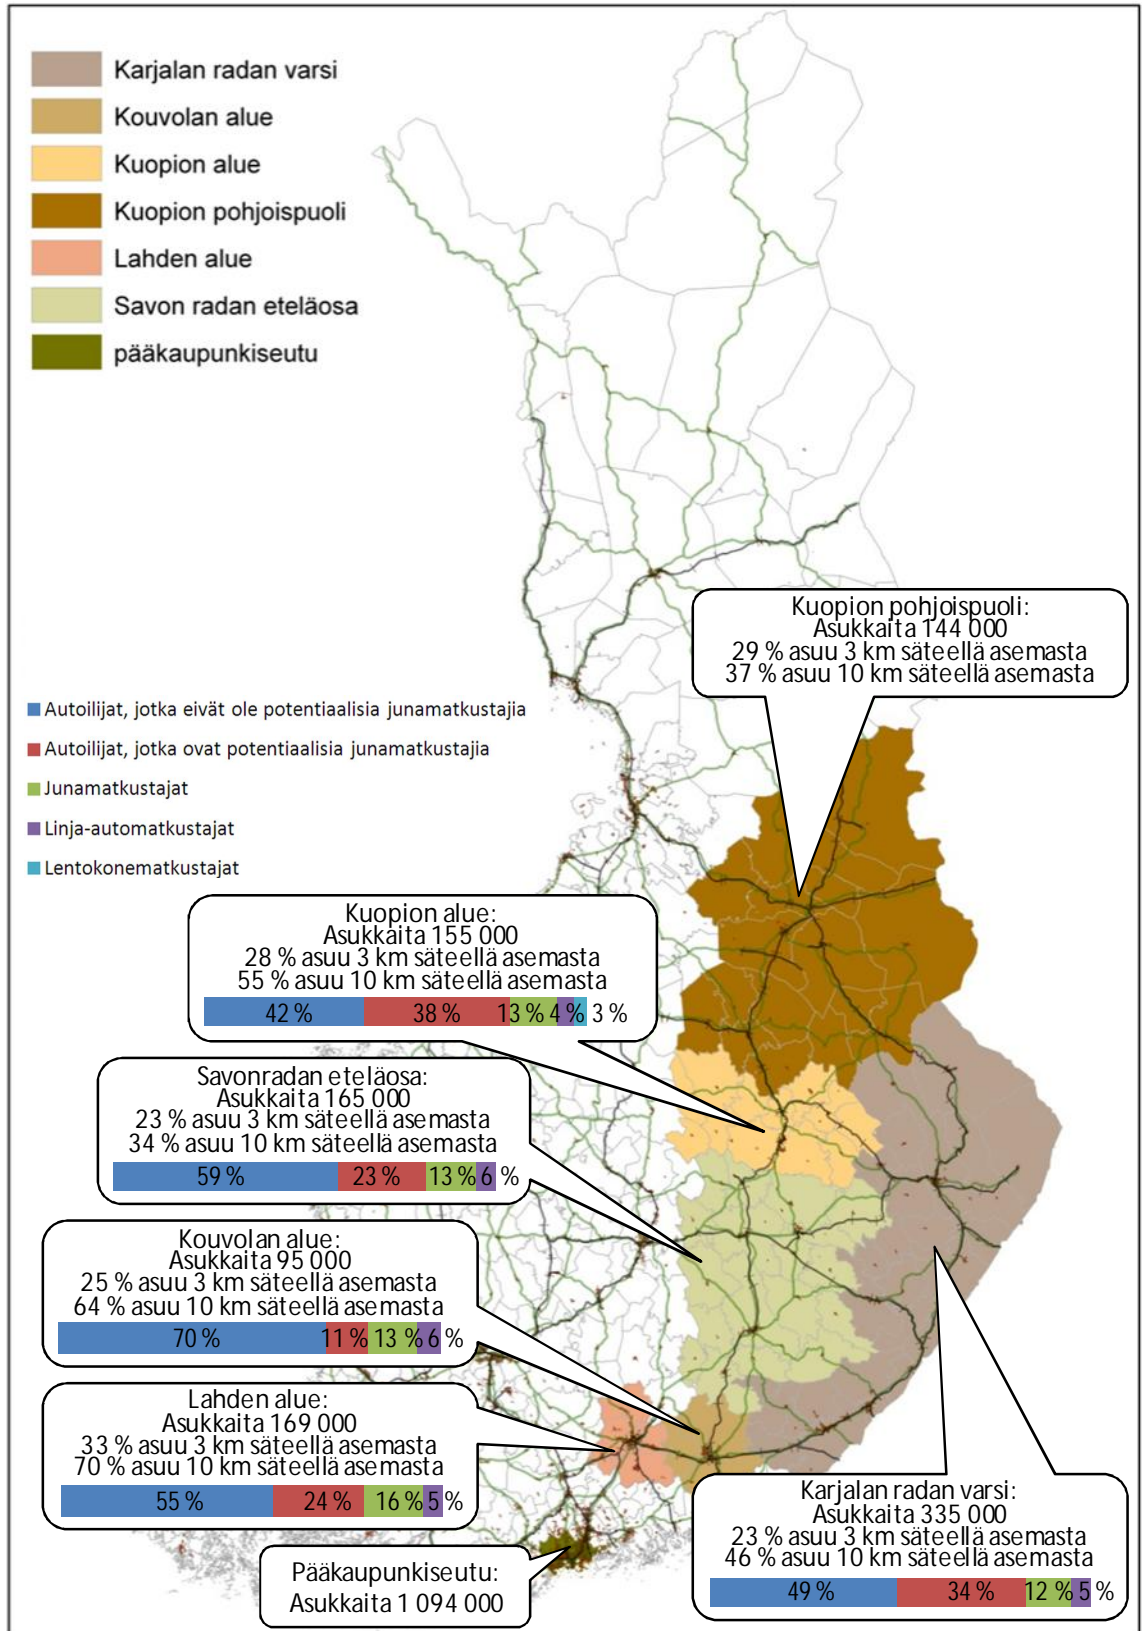 Karjalan radan varsi
Kouvolan alue
Kuopion alue
Kuopion pohjoispuoli
Lahden alue
Savon radan eteläosa
pääkaupunkiseutu
Kuopion pohjoispuoli:
Asukkaita 144 000
29 % asuu 3 km säteellä asemasta
37 % asuu 10 km säteellä asemasta
Autoilijat, jotka eivät ole potentiaalisia junamatkustajia
Autoilijat, jotka ovat potentiaalisia junamatkustajia
Junamatkustajat
Linja-automatkustajat
Lentokonematkustajat
Kuopion alue:
Asukkaita 155 000
28 % asuu 3 km säteellä asemasta
55 % asuu 10 km säteellä asemasta
42 % 38 % 13 % 4 % 3 %
Savonradan eteläosa:
Asukkaita 165 000
23 % asuu 3 km säteellä asemasta
34 % asuu 10 km säteellä asemasta
59 % 23 % 13 % 6 %
Kouvolan alue:
Asukkaita 95 000
25 % asuu 3 km säteellä asemasta
64 % asuu 10 km säteellä asemasta
70 % 11 % 13 % 6 %
Lahden alue:
Asukkaita 169 000
33 % asuu 3 km säteellä asemasta
70 % asuu 10 km säteellä asemasta
55 % 24 % 16 % 5 %
Karjalan radan varsi:
Asukkaita 335 000
23 % asuu 3 km säteellä asemasta
46 % asuu 10 km säteellä asemasta
49 % 34 % 12 % 5 %
Pääkaupunkiseutu:
Asukkaita 1 094 000